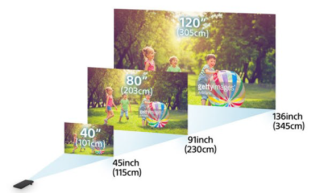 120"
(305cm)
80"
(203cm)
gettyimages
40"
(101cm)
136inch
(345cm)
91inch
(230cm)
45inch
(115cm)